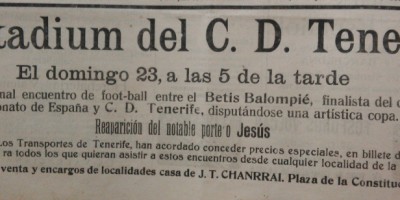 tadium del C. D. Tene
El domingo 23, a las 5 de la tarde
nal encuentro de foot-ball entre el Betis Balompié, finalista del c
onato de España y C. D. Tenerife, disputándose una artística copa.
Reaparición del notable porte o Jesús
Los Transportes de Tenerife, han acordado conceder precios especiales, en billete d
ra todos los que quieran asistir a estos encuentros desde cualquier localidad de la
venta y encargos de localidades casa de J. T. CHANRRAI. Plaza de la Constituc